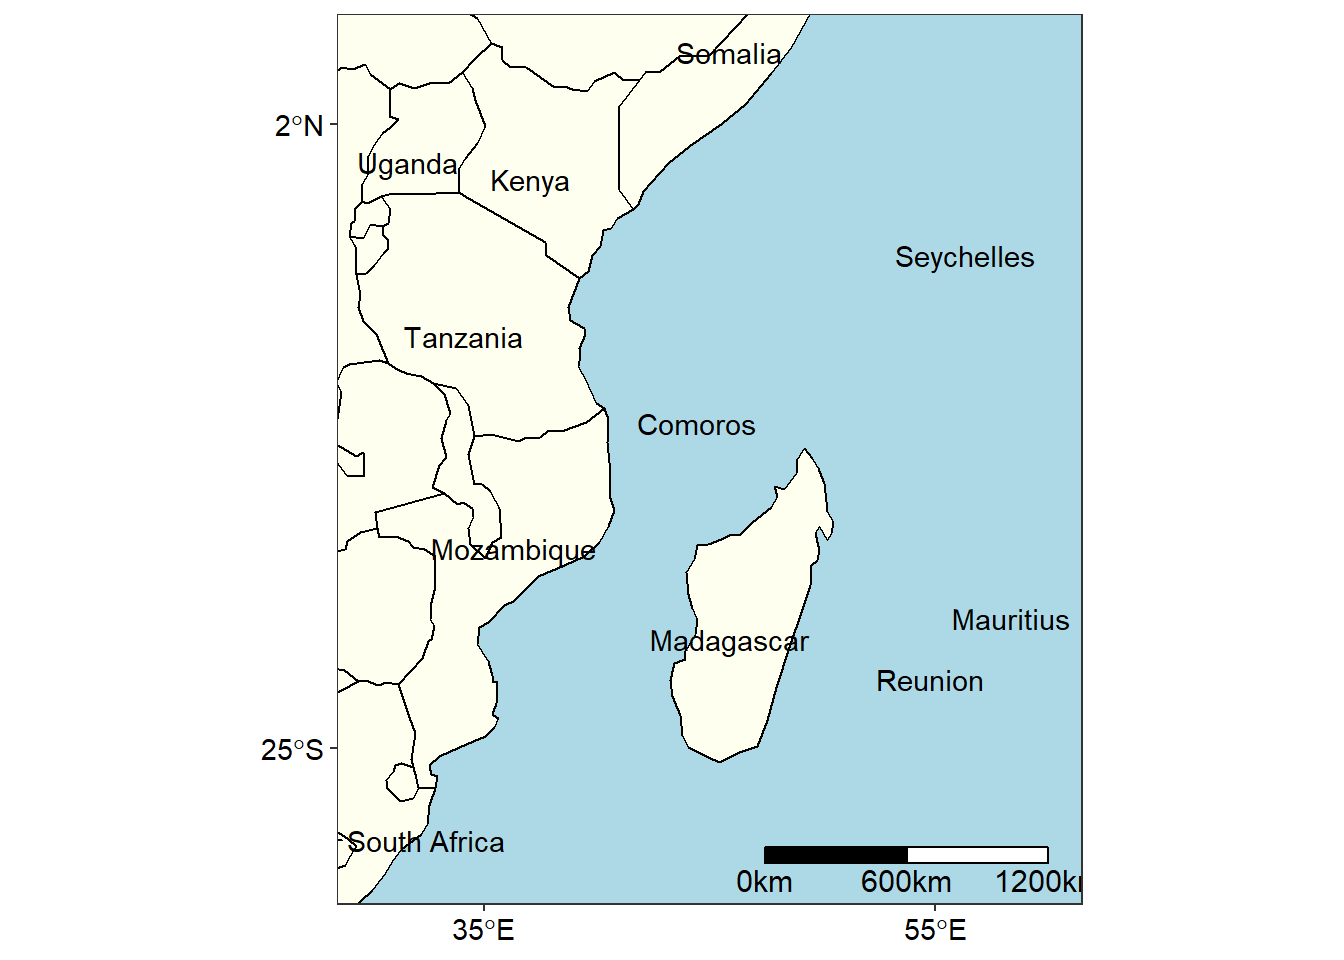 Somalia
2°N
Uganda
Kenya
Seychelles
Tanzania
Comoros
Mozambique
Mauritius
Madagascar
Reunion
25°S
South Africa
0km 600km 1200k
35°E 55°E